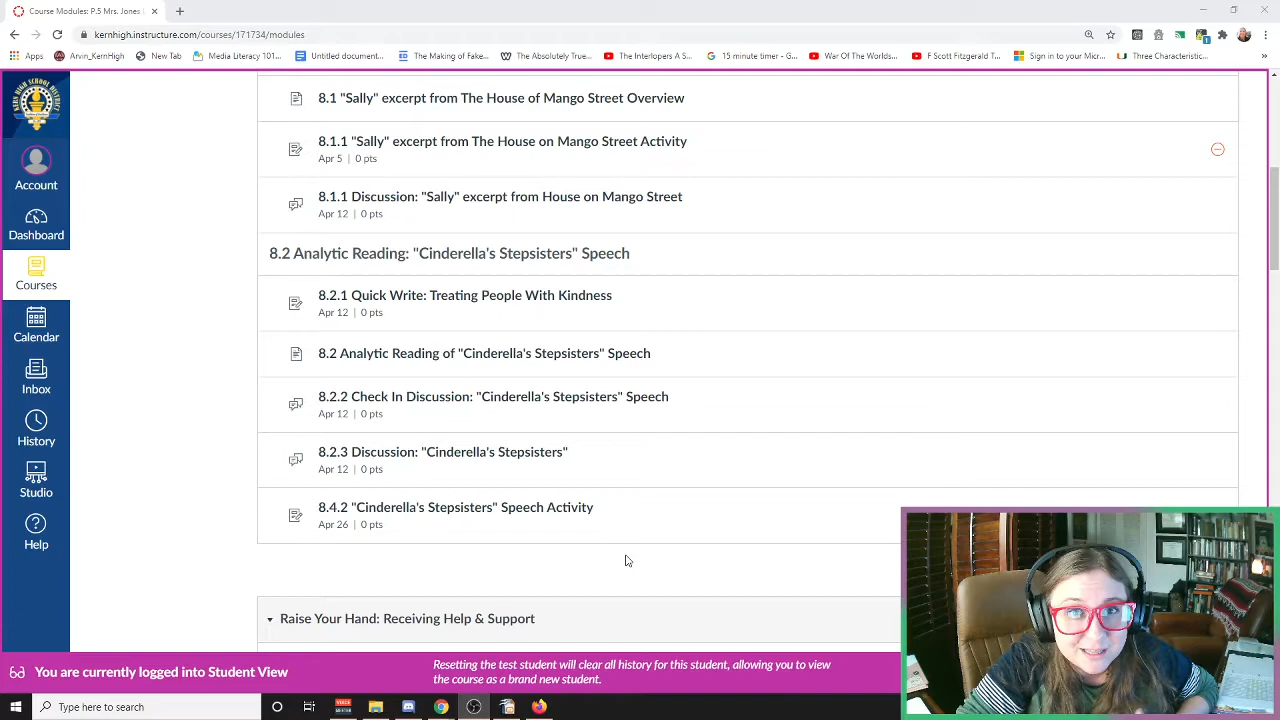 Course Modules: P.5 Mrs. Jones
kernhigh.instructure.com/courses/171734/modules
Apps
Arvin_KernHigh
New Tab
Media Literacy 101...
Untitled document...
The Making of Fake...
The Absolutely True...
The Interlopers A S...
15 minute timer - G...
War Of The Worlds...
F Scott Fitzgerald T...
Sign in to your Micr...
Three Characteristic...
8.1 "Sally" excerpt from The House of Mango Street Overview
8.1.1 "Sally" excerpt from The House on Mango Street Activity
Apr 5 | 0 pts
8.1.1 Discussion: "Sally" excerpt from House on Mango Street
Apr 12 | 0 pts
8.2 Analytic Reading: "Cinderella's Stepsisters" Speech
8.2.1 Quick Write: Treating People With Kindness
Apr 12 | 0 pts
8.2 Analytic Reading of "Cinderella's Stepsisters" Speech
8.2.2 Check In Discussion: "Cinderella's Stepsisters" Speech
Apr 12 | 0 pts
8.2.3 Discussion: "Cinderella's Stepsisters"
Apr 12 | 0 pts
8.4.2 "Cinderella's Stepsisters" Speech Activity
Apr 26 | 0 pts
Raise Your Hand: Receiving Help & Support
Account
Dashboard
Courses
Calendar
Inbox
History
Studio
Help
You are currently logged into Student View
Resetting the test student will clear all history for this student, allowing you to view
the course as a brand new student.
Type here to search